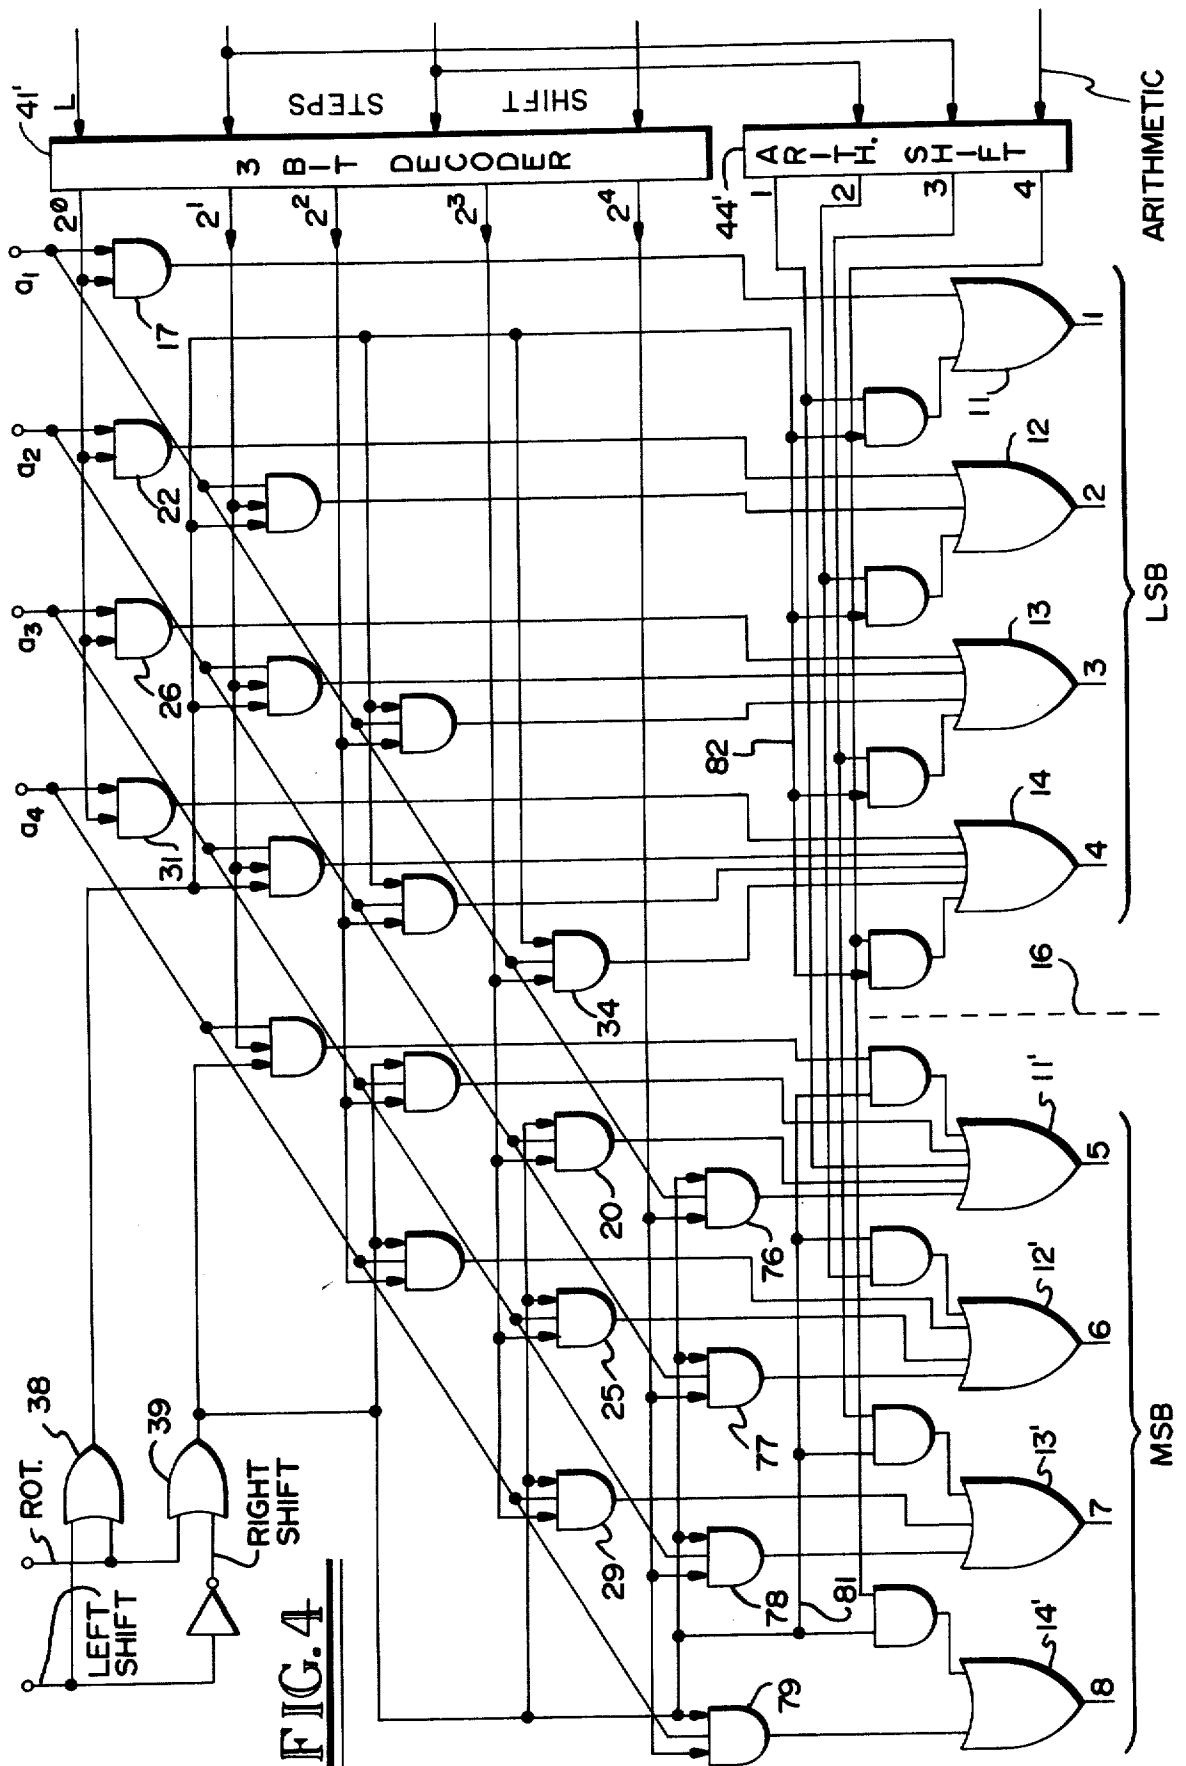 FIG. 4
LEFT
SHIFT
ROT.
38
39
RIGHT
SHIFT
a4
a3
a2
a1
31
26
22
17
2⁰
2¹
2²
2³
2⁴
41'
L
3 BIT DECODER
SHIFT STEPS
44'
ARITH. SHIFT
1
2
3
4
ARITHMETIC
34
20
76
25
77
29
78
79
81
82
16
14'
13'
12'
11'
14
13
12
11
8
7
6
5
4
3
2
11
MSB
LSB